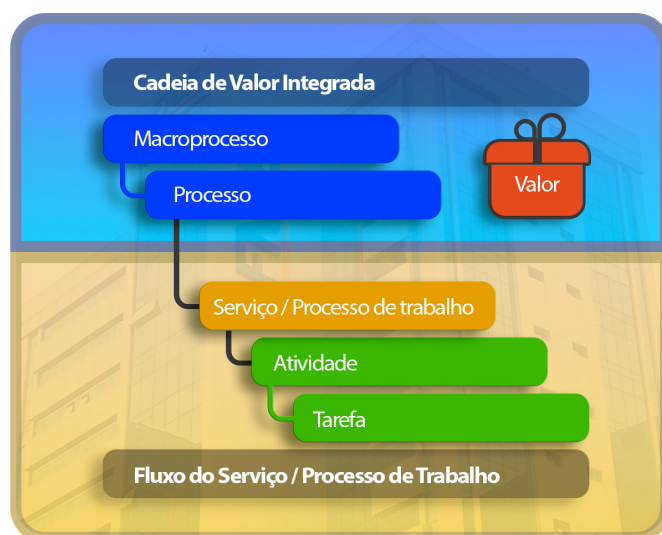 Cadeia de Valor Integrada
Macroprocesso
Valor
Processo
Serviço / Processo de trabalho
Atividade
Tarefa
Fluxo do Serviço / Processo de Trabalho